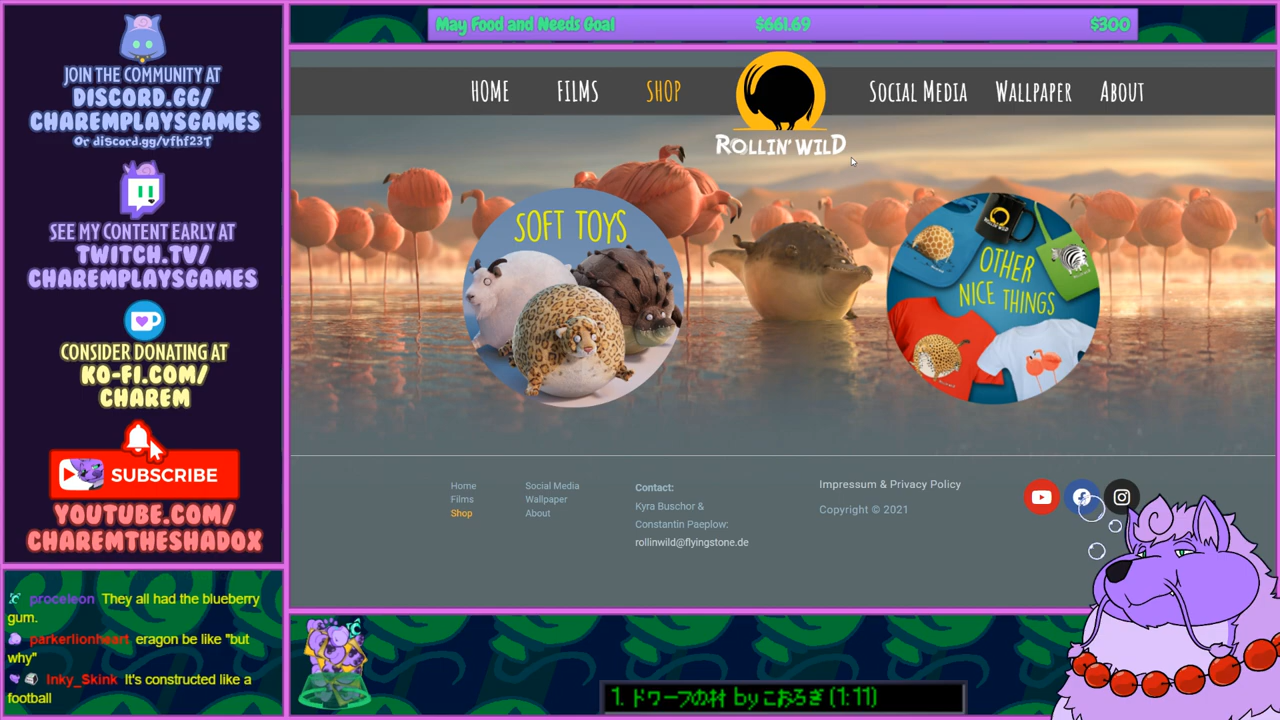 JOIN THE COMMUNITY AT
DISCORD.GG/
CHAREMPLAYSGAMES
Or discord.gg/vfhf23T
SEE MY CONTENT EARLY AT
TWITCH.TV/
CHAREMPLAYSGAMES
CONSIDER DONATING AT
KO-FI.COM/
CHAREM
SUBSCRIBE
YOUTUBE.COM/
CHAREMTHESHADOX
proceleon They all had the blueberry
gum.
parkerlionheart eragon be like "but
why"
Inky_Skink It's constructed like a
football
May Food and Needs Goal $661.69 $300
HOME FILMS SHOP Social Media Wallpaper About
ROLLIN' WILD
SOFT TOYS
OTHER
NICE THINGS
Home
Films
Shop
Social Media
Wallpaper
About
Contact:
Kyra Buschor &
Constantin Paeplow:
rollinwild@flyingstone.de
Impressum & Privacy Policy
Copyright © 2021
1. ドワーフの村 by こおろぎ (1:11)